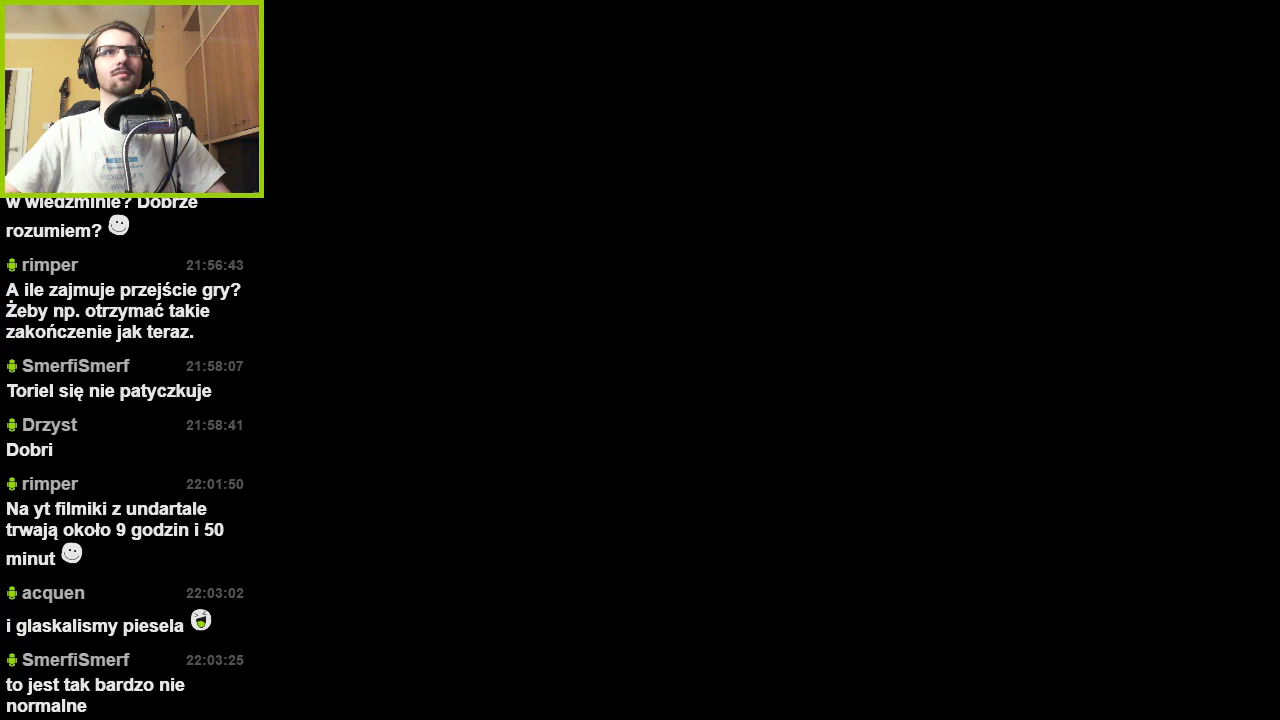 w wiedźminie? Dobrze
rozumiem?
rimper 21:56:43
A ile zajmuje przejście gry?
Żeby np. otrzymać takie
zakończenie jak teraz.
SmerfiSmerf 21:58:07
Toriel się nie patyczkuje
Drzyst 21:58:41
Dobri
rimper 22:01:50
Na yt filmiki z undartale
trwają około 9 godzin i 50
minut
acquen 22:03:02
i glaskalismy piesela
SmerfiSmerf 22:03:25
to jest tak bardzo nie
normalne